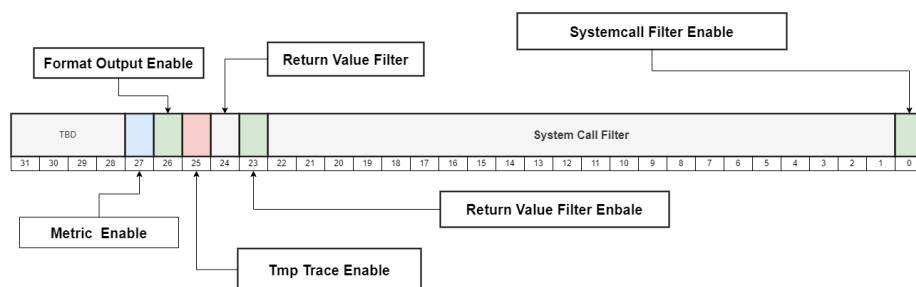 Systemcall Filter Enable
Format Output Enable
Return Value Filter
TBD
System Call Filter
31 30 29 28 27 26 25 24 23 22 21 20 19 18 17 16 15 14 13 12 11 10 9 8 7 6 5 4 3 2 1 0
Metric Enable
Return Value Filter Enbale
Tmp Trace Enable